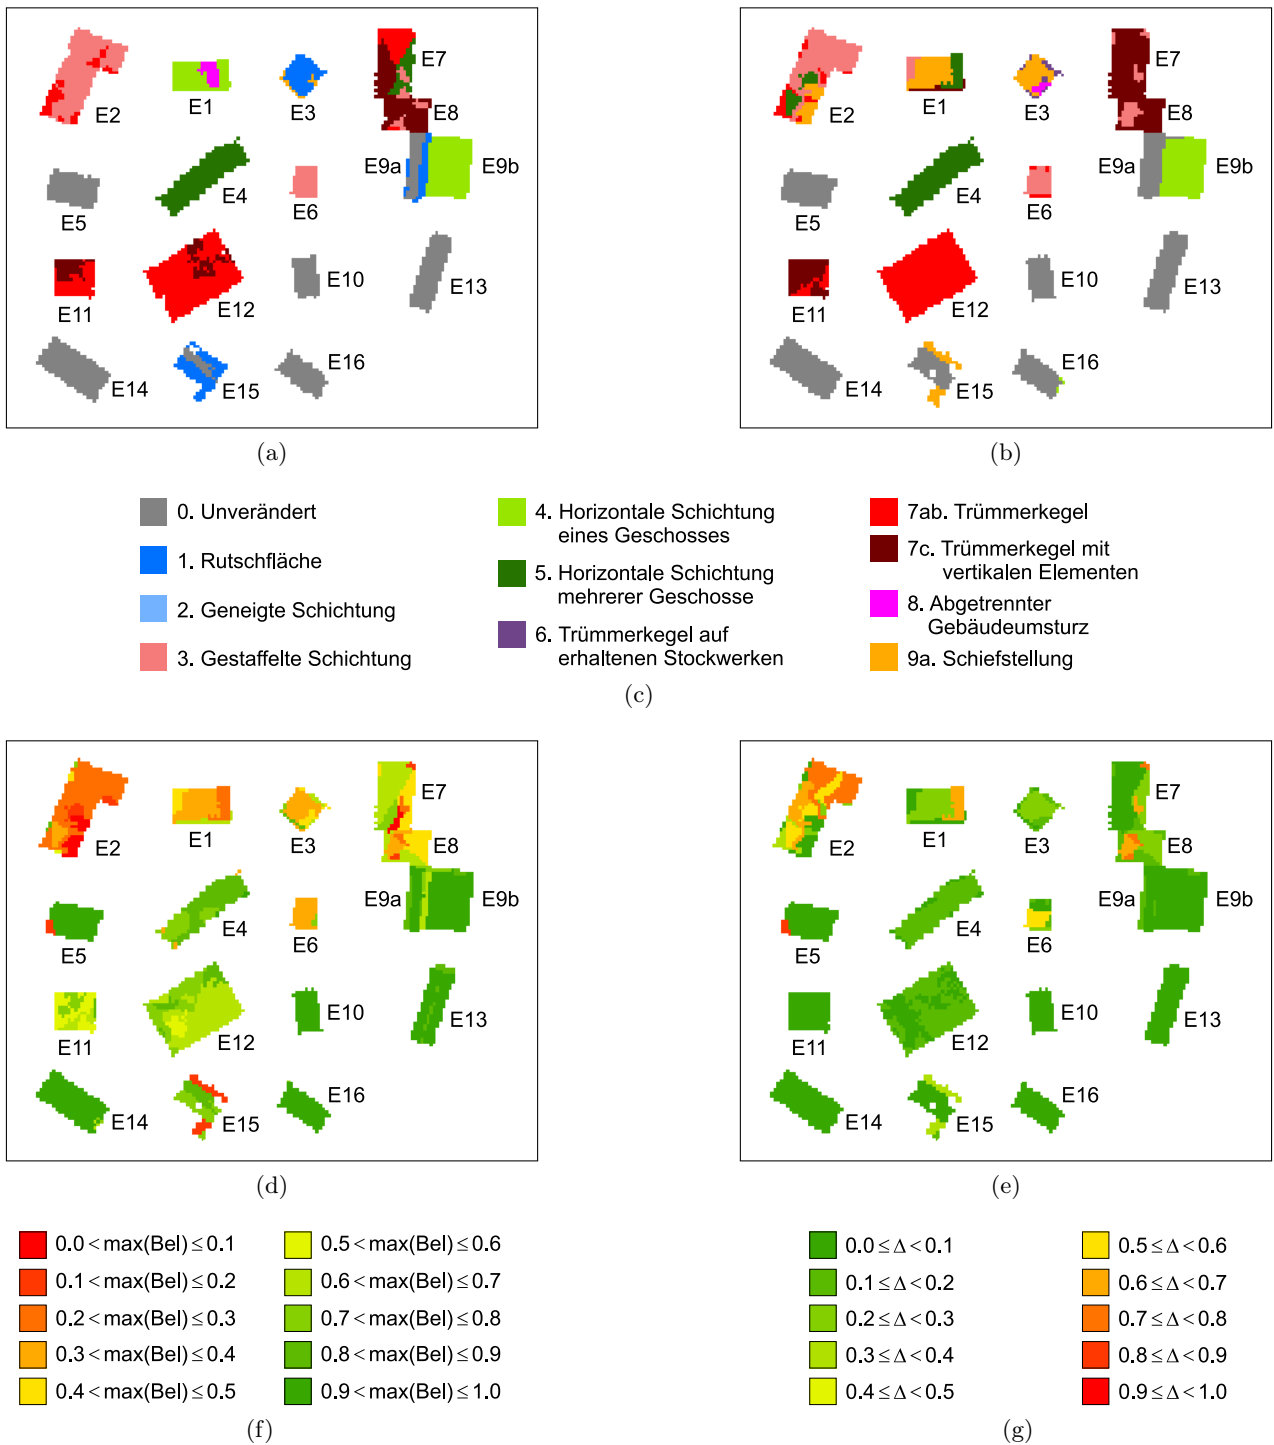 E7
E2
E1
E3
E8
E9a
E9b
E5
E4
E6
E11
E12
E10
E13
E14
E15
E16
(a)
E7
E2
E1
E3
E8
E9a
E9b
E5
E4
E6
E11
E12
E10
E13
E14
E15
E16
(b)
0. Unverändert
1. Rutschfläche
2. Geneigte Schichtung
3. Gestaffelte Schichtung
4. Horizontale Schichtung
eines Geschosses
5. Horizontale Schichtung
mehrerer Geschosse
6. Trümmerkegel auf
erhaltenen Stockwerken
7ab. Trümmerkegel
7c. Trümmerkegel mit
vertikalen Elementen
8. Abgetrennter
Gebäudeumsturz
9a. Schiefstellung
(c)
E7
E2
E1
E3
E8
E9a
E9b
E5
E4
E6
E11
E12
E10
E13
E14
E15
E16
(d)
E7
E2
E1
E3
E8
E9a
E9b
E5
E4
E6
E11
E12
E10
E13
E14
E15
E16
(e)
0.0 < max(Bel) ≤ 0.1
0.1 < max(Bel) ≤ 0.2
0.2 < max(Bel) ≤ 0.3
0.3 < max(Bel) ≤ 0.4
0.4 < max(Bel) ≤ 0.5
0.5 < max(Bel) ≤ 0.6
0.6 < max(Bel) ≤ 0.7
0.7 < max(Bel) ≤ 0.8
0.8 < max(Bel) ≤ 0.9
0.9 < max(Bel) ≤ 1.0
(f)
0.0 ≤ Δ < 0.1
0.1 ≤ Δ < 0.2
0.2 ≤ Δ < 0.3
0.3 ≤ Δ < 0.4
0.4 ≤ Δ < 0.5
0.5 ≤ Δ < 0.6
0.6 ≤ Δ < 0.7
0.7 ≤ Δ < 0.8
0.8 ≤ Δ < 0.9
0.9 ≤ Δ < 1.0
(g)